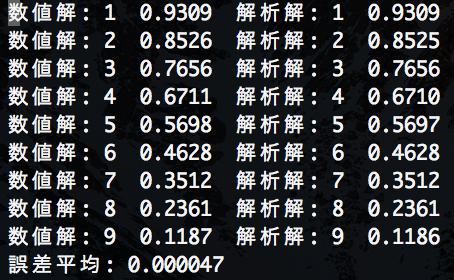 数値解: 1 0.9309 解析解: 1 0.9309
数値解: 2 0.8526 解析解: 2 0.8525
数値解: 3 0.7656 解析解: 3 0.7656
数値解: 4 0.6711 解析解: 4 0.6710
数値解: 5 0.5698 解析解: 5 0.5697
数値解: 6 0.4628 解析解: 6 0.4628
数値解: 7 0.3512 解析解: 7 0.3512
数値解: 8 0.2361 解析解: 8 0.2361
数値解: 9 0.1187 解析解: 9 0.1186
誤差平均: 0.000047